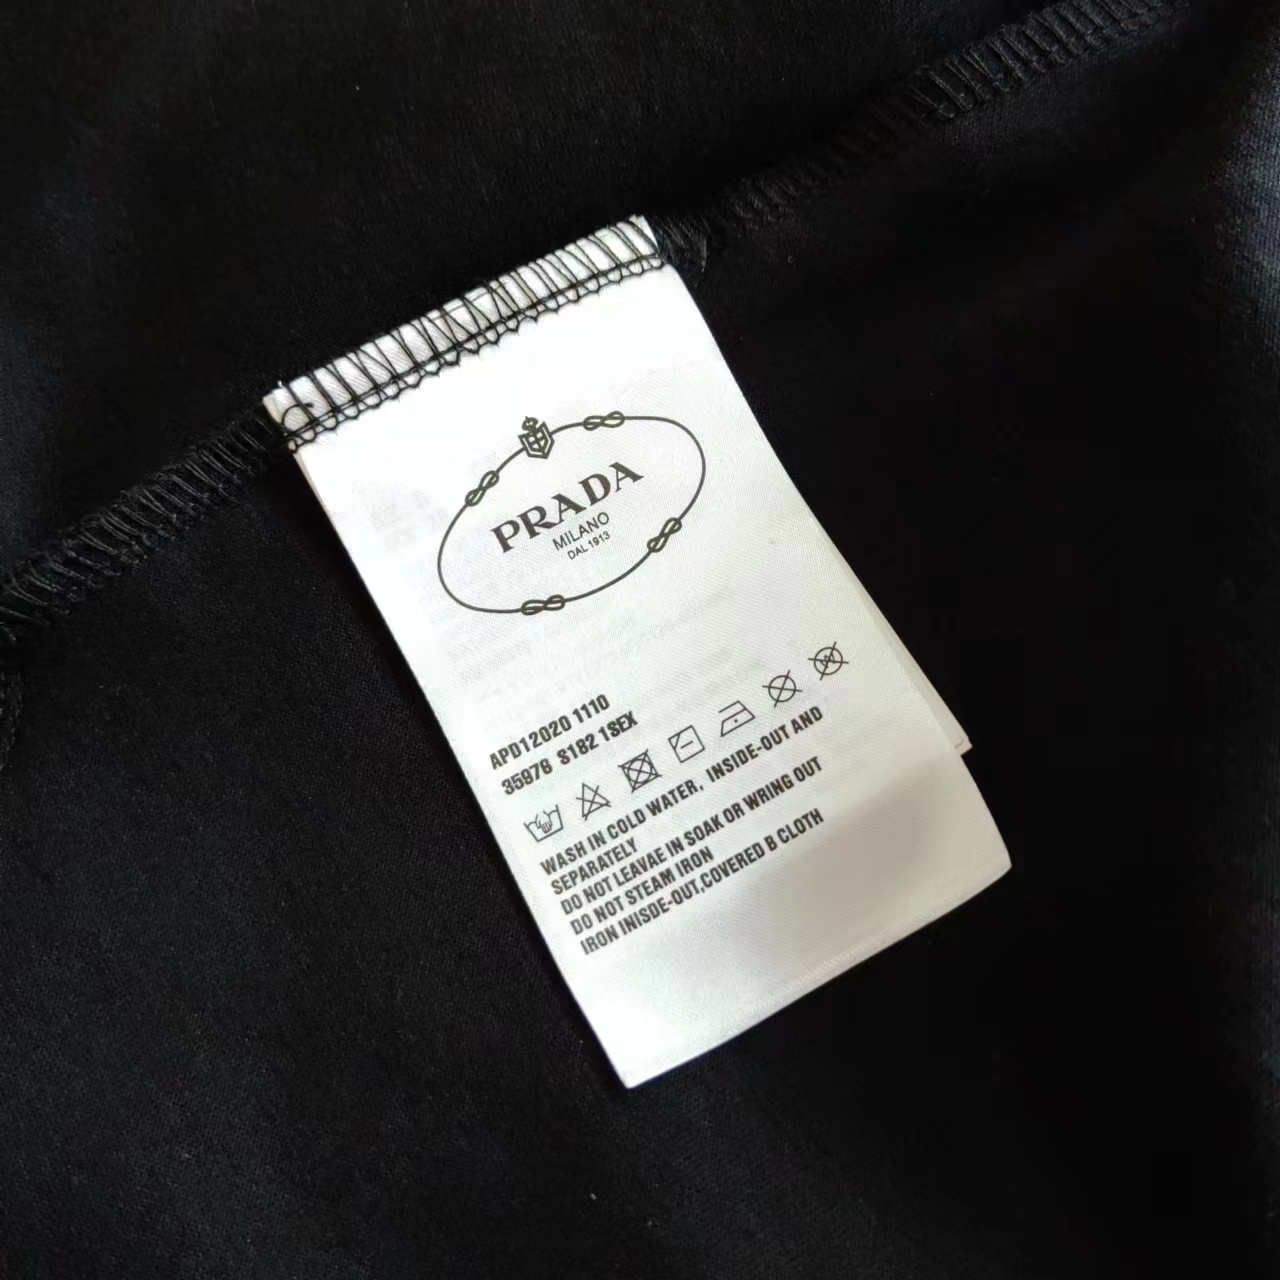 PRADA
MILANO
DAL 1913
APD12020 1110
35976 S182 1SEX
WASH IN COLD WATER, INSIDE-OUT AND
SEPARATELY
DO NOT LEAVAE IN SOAK OR WRING OUT
DO NOT STEAM IRON
IRON INISDE-OUT,COVERED B CLOTH